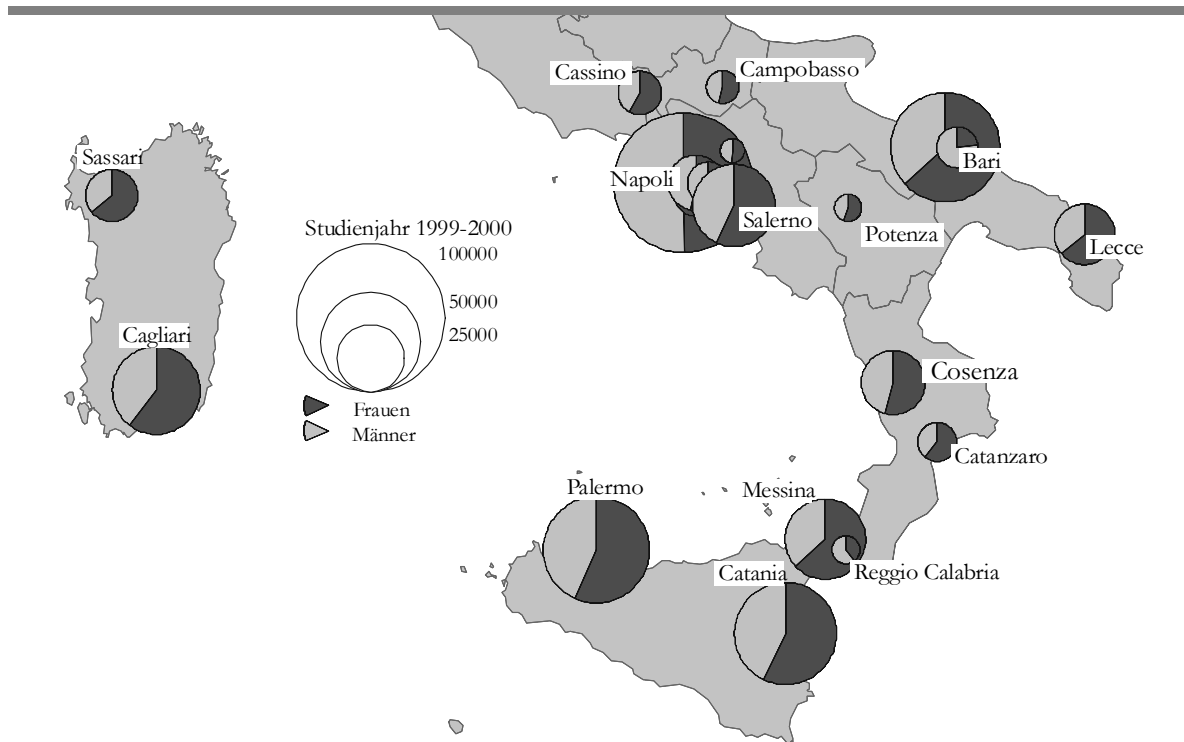 Cassino
Campobasso
Sassari
Bari
Napoli
Salerno
Potenza
Lecce
Studienjahr 1999-2000
100000
50000
25000
Cagliari
Cosenza
Frauen
Männer
Catanzaro
Palermo
Messina
Catania
Reggio Calabria